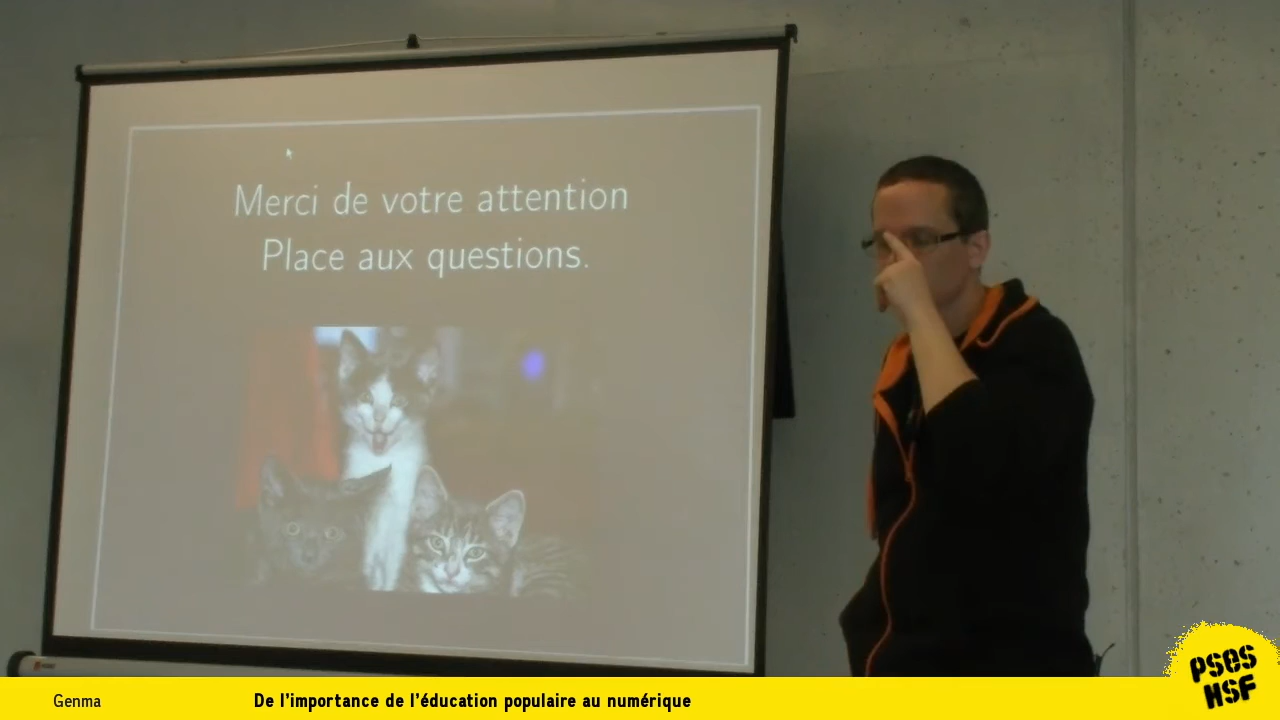 Merci de votre attention
Place aux questions.
Genma
De l'importance de l'éducation populaire au numérique
PSES
HSF